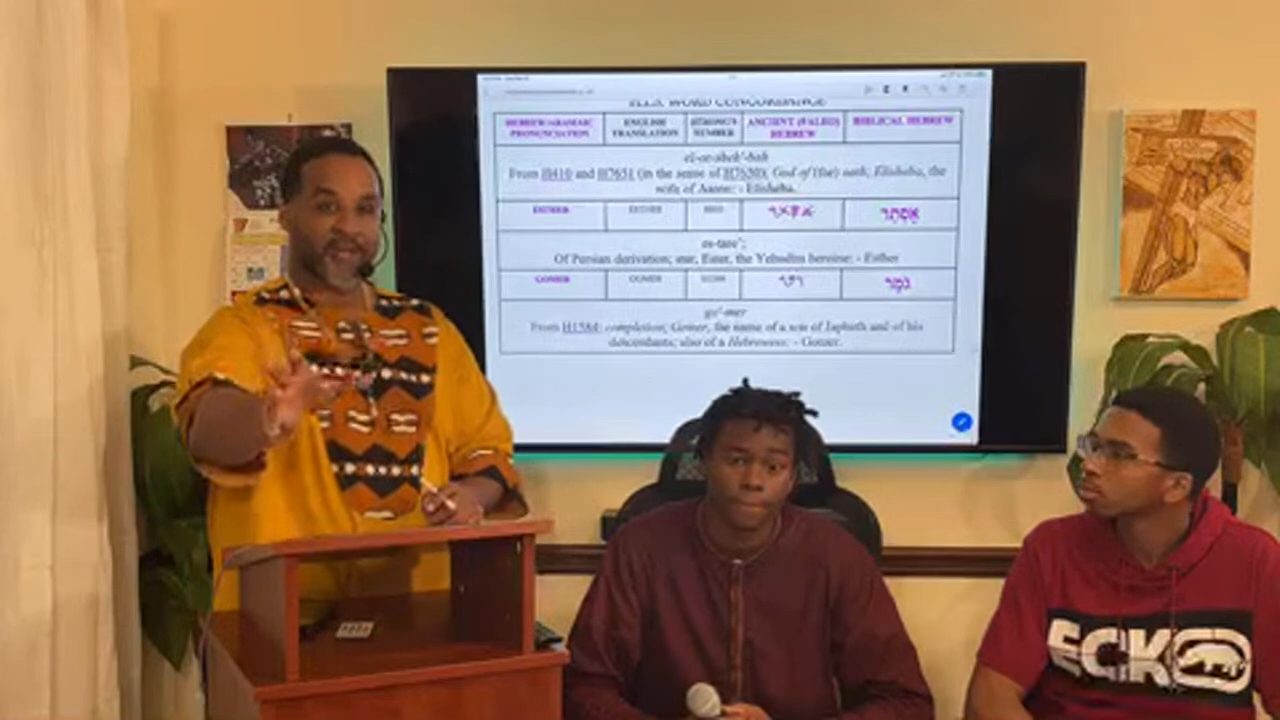 FLEX WORD CONCORDANCE
HEBREW/ARAMAIC PRONUNCIATION
ENGLISH TRANSLATION
STRONG'S NUMBER
ANCIENT (PALEO) HEBREW
BIBLICAL HEBREW
el-ee-sheh'-bah
From H410 and H7651 (in the sense of H7650); God of (the) oath; Elisheba, the
wife of Aaron: - Elisheba.
ESTHER ESTHER אֶסְתֵּר
es-tare';
Of Persian derivation; star, Ester, the Yehudim heroine: - Esther
GOMER GOMER גֹּמֶר
go'-mer
From H1584; completion; Gomer, the name of a son of Japheth and of his
descendants; also of a Hebrewess: - Gomer.
ECKO